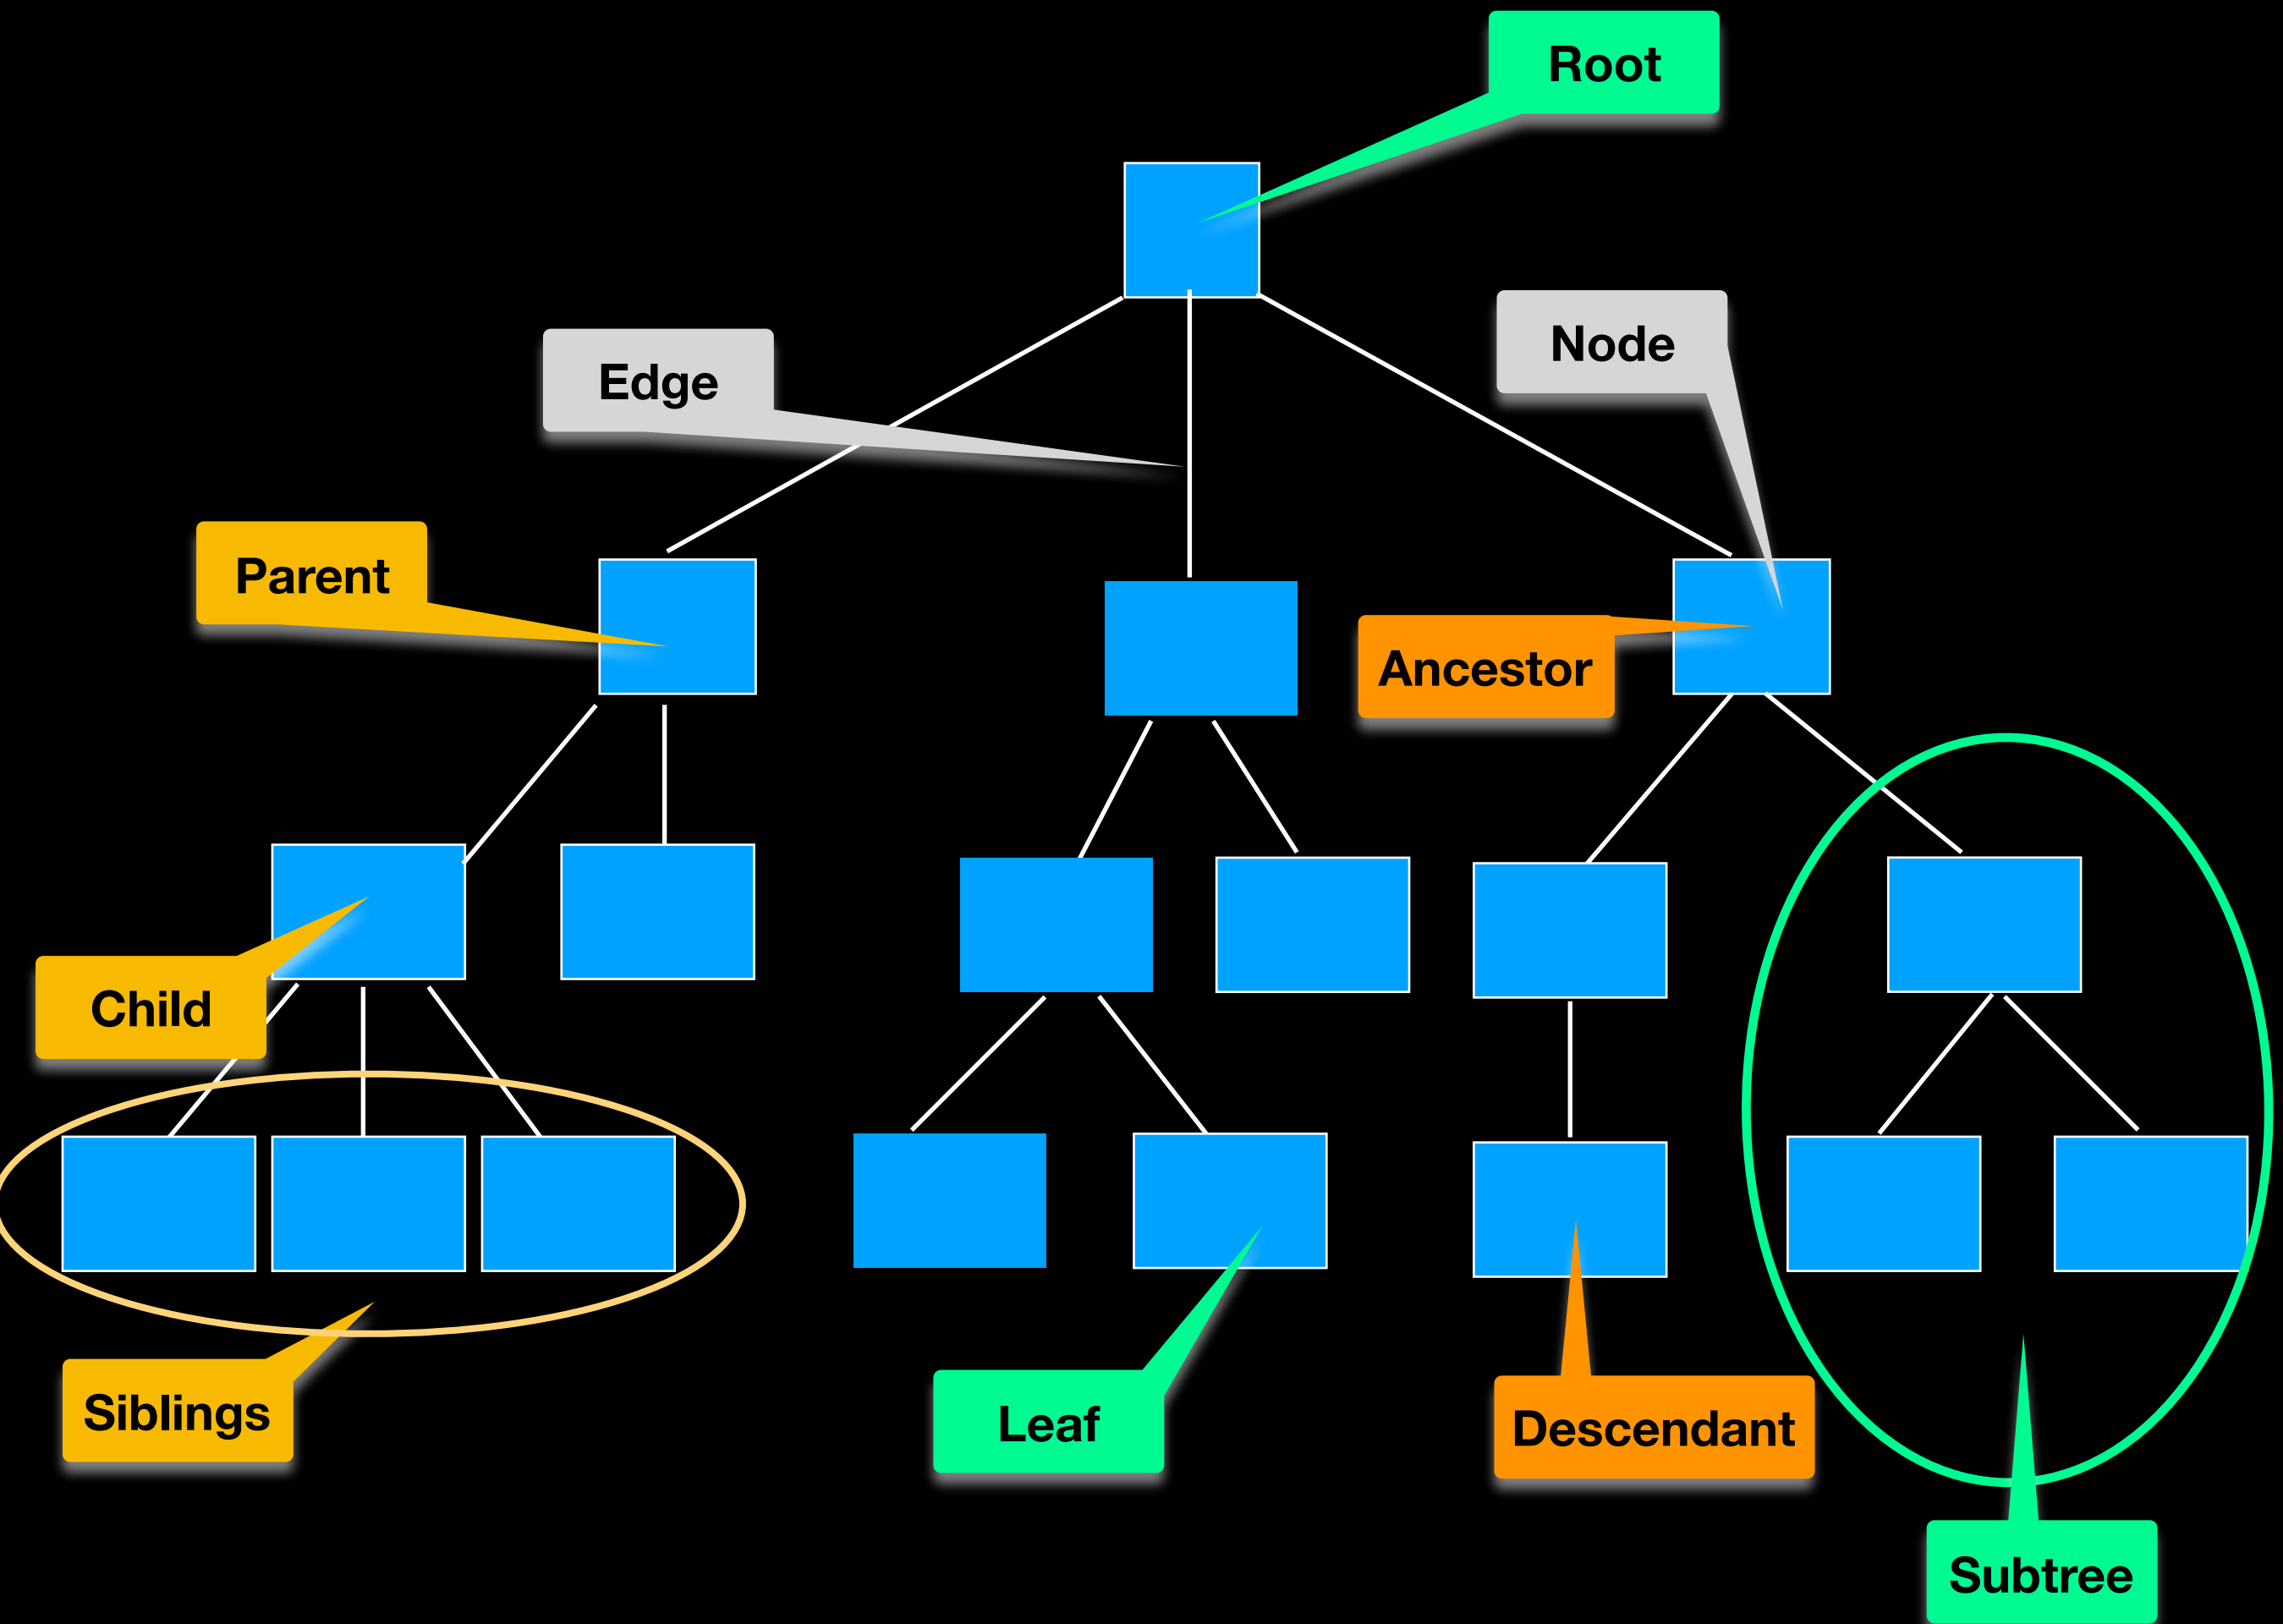 Root
Node
Edge
Parent
Ancestor
Child
Siblings
Leaf
Descendant
Subtree